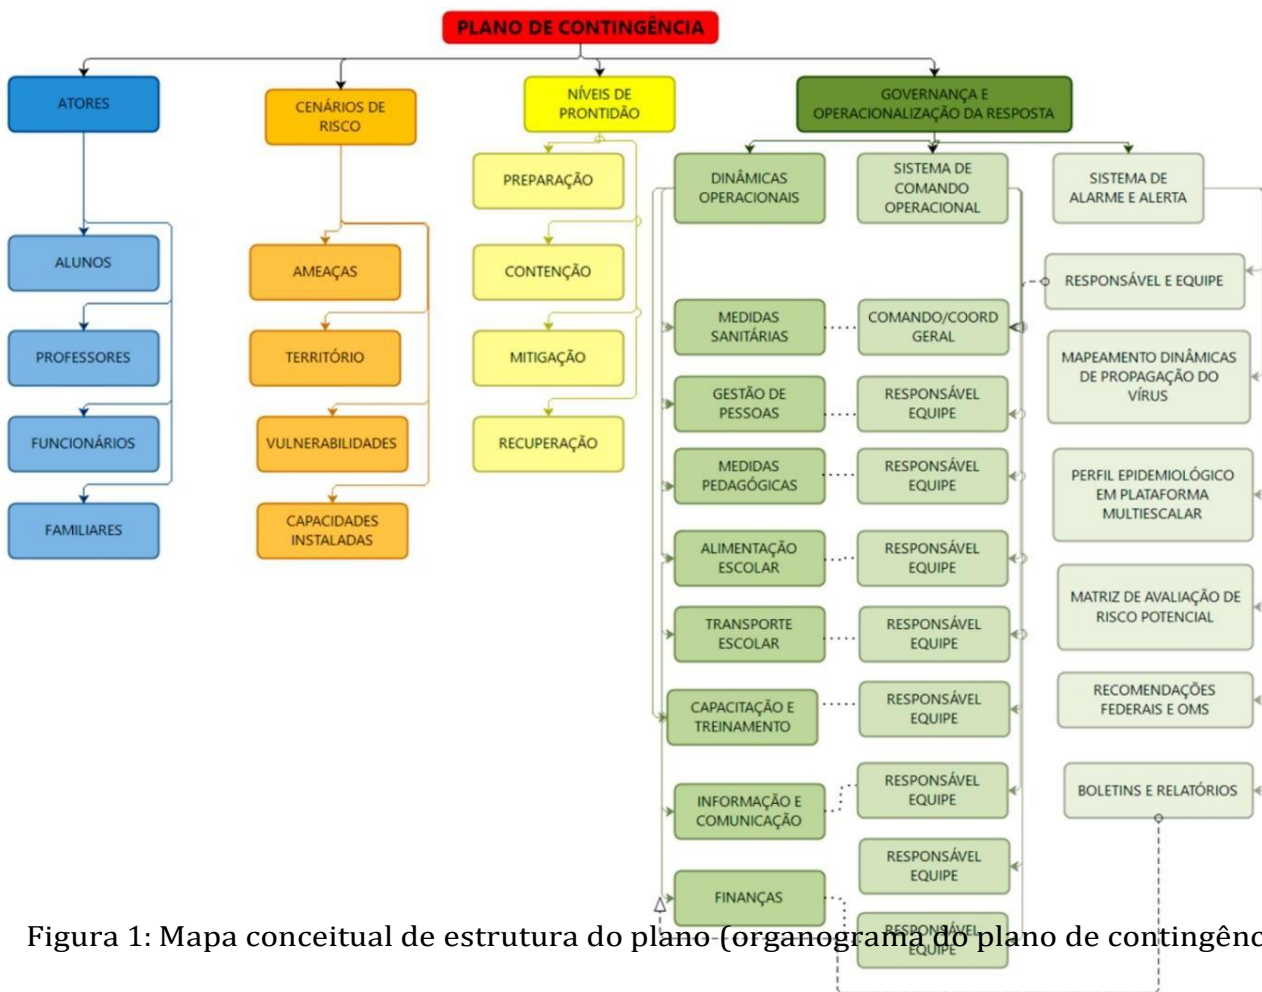 PLANO DE CONTINGÊNCIA
ATORES
CENÁRIOS DE
RISCO
NÍVEIS DE
PRONTIDÃO
GOVERNANÇA E
OPERACIONALIZAÇÃO DA RESPOSTA
ALUNOS
PROFESSORES
FUNCIONÁRIOS
FAMILIARES
AMEAÇAS
TERRITÓRIO
VULNERABILIDADES
CAPACIDADES
INSTALADAS
PREPARAÇÃO
CONTENÇÃO
MITIGAÇÃO
RECUPERAÇÃO
DINÂMICAS
OPERACIONAIS
MEDIDAS
SANITÁRIAS
GESTÃO DE
PESSOAS
MEDIDAS
PEDAGÓGICAS
ALIMENTAÇÃO
ESCOLAR
TRANSPORTE
ESCOLAR
CAPACITAÇÃO E
TREINAMENTO
INFORMAÇÃO E
COMUNICAÇÃO
FINANÇAS
SISTEMA DE
COMANDO
OPERACIONAL
COMANDO/COORD
GERAL
RESPONSÁVEL
EQUIPE
RESPONSÁVEL
EQUIPE
RESPONSÁVEL
EQUIPE
RESPONSÁVEL
EQUIPE
RESPONSÁVEL
EQUIPE
RESPONSÁVEL
EQUIPE
RESPONSÁVEL
EQUIPE
RESPONSÁVEL
EQUIPE
SISTEMA DE
ALARME E ALERTA
RESPONSÁVEL E EQUIPE
MAPEAMENTO DINÂMICAS
DE PROPAGAÇÃO DO
VÍRUS
PERFIL EPIDEMIOLÓGICO
EM PLATAFORMA
MULTIESCALAR
MATRIZ DE AVALIAÇÃO DE
RISCO POTENCIAL
RECOMENDAÇÕES
FEDERAIS E OMS
BOLETINS E RELATÓRIOS
Figura 1: Mapa conceitual de estrutura do plano (organograma do plano de contingênc